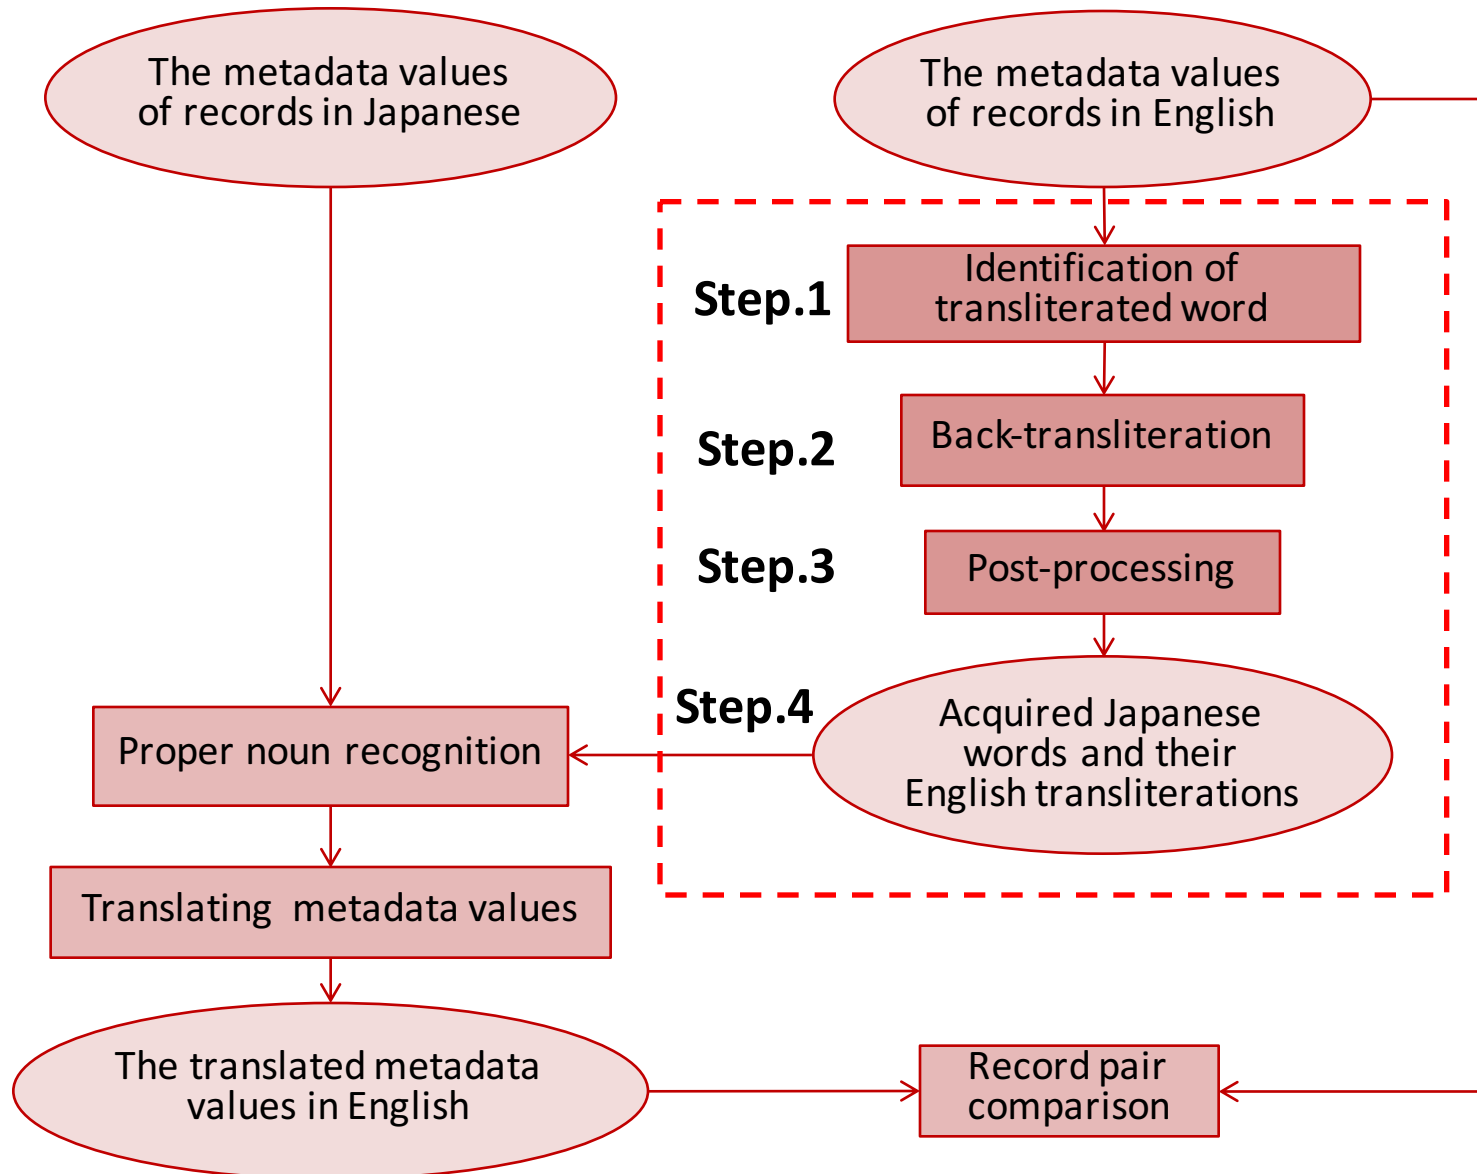 The metadata values
of records in Japanese
The metadata values
of records in English
Step.1
Identification of
transliterated word
Step.2
Back-transliteration
Step.3
Post-processing
Step.4
Acquired Japanese
words and their
English transliterations
Proper noun recognition
Translating metadata values
The translated metadata
values in English
Record pair
comparison